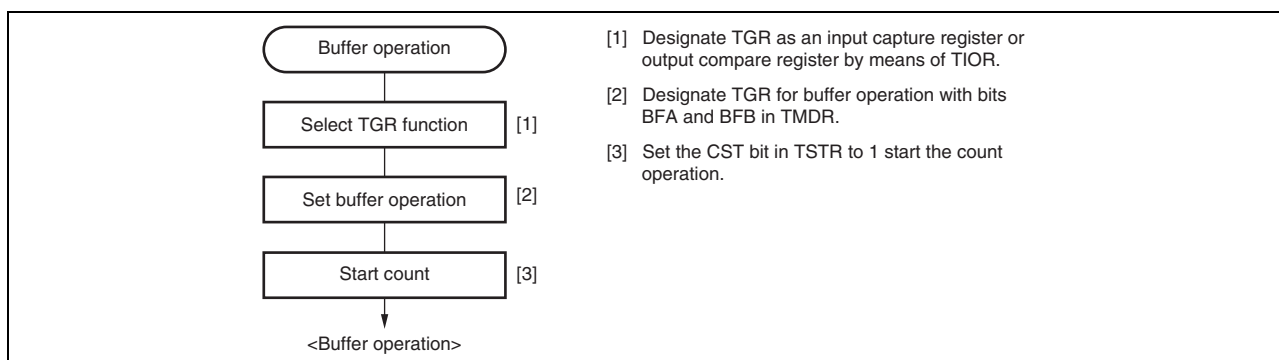 Buffer operation
Select TGR function
[1]
Set buffer operation
[2]
Start count
[3]
<Buffer operation>
[1] Designate TGR as an input capture register or
output compare register by means of TIOR.
[2] Designate TGR for buffer operation with bits
BFA and BFB in TMDR.
[3] Set the CST bit in TSTR to 1 start the count
operation.